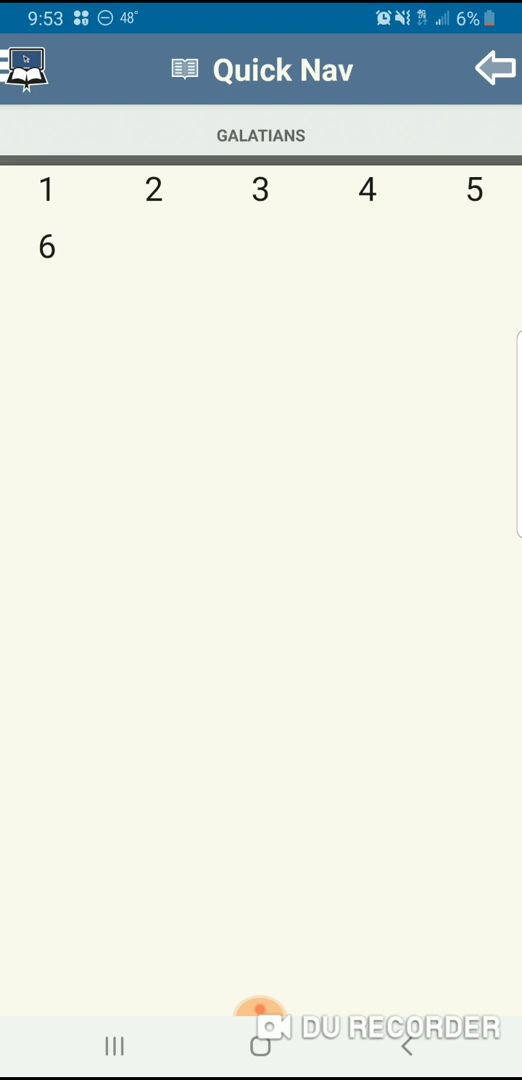 9:53 48° 6%
Quick Nav
GALATIANS
1 2 3 4 5
6
DU RECORDER